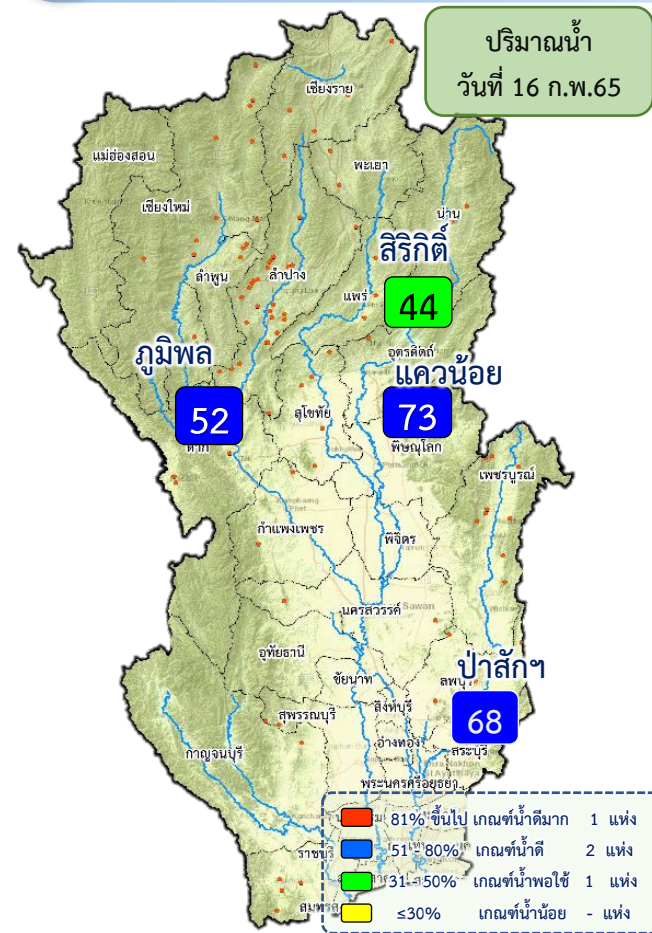 ปริมาณน้ำ
วันที่ 16 ก.พ.65
เชียงราย
แม่ฮ่องสอน
พะเยา
เชียงใหม่
น่าน
สิริกิติ์
ลำพูน
ลำปาง
แพร่
44
อุตรดิตถ์
ภูมิพล
แควน้อย
52
73
สุโขทัย
ตาก
พิษณุโลก
เพชรบูรณ์
กำแพงเพชร
พิจิตร
นครสวรรค์
Sawan
อุทัยธานี
ป่าสักฯ
ชัยนาท
ลพบุรี
สิงห์บุรี
สุพรรณบุรี
68
อ่างทอง
สระบุรี
กาญจนบุรี
พระนครศรีอยุธยา
81% ขึ้นไป เกณฑ์น้ำดีมาก 1 แห่ง
51 - 80% เกณฑ์น้ำดี 2 แห่ง
ราชบุรี
31 - 50% เกณฑ์น้ำพอใช้ 1 แห่ง
≤30% เกณฑ์น้ำน้อย - แห่ง